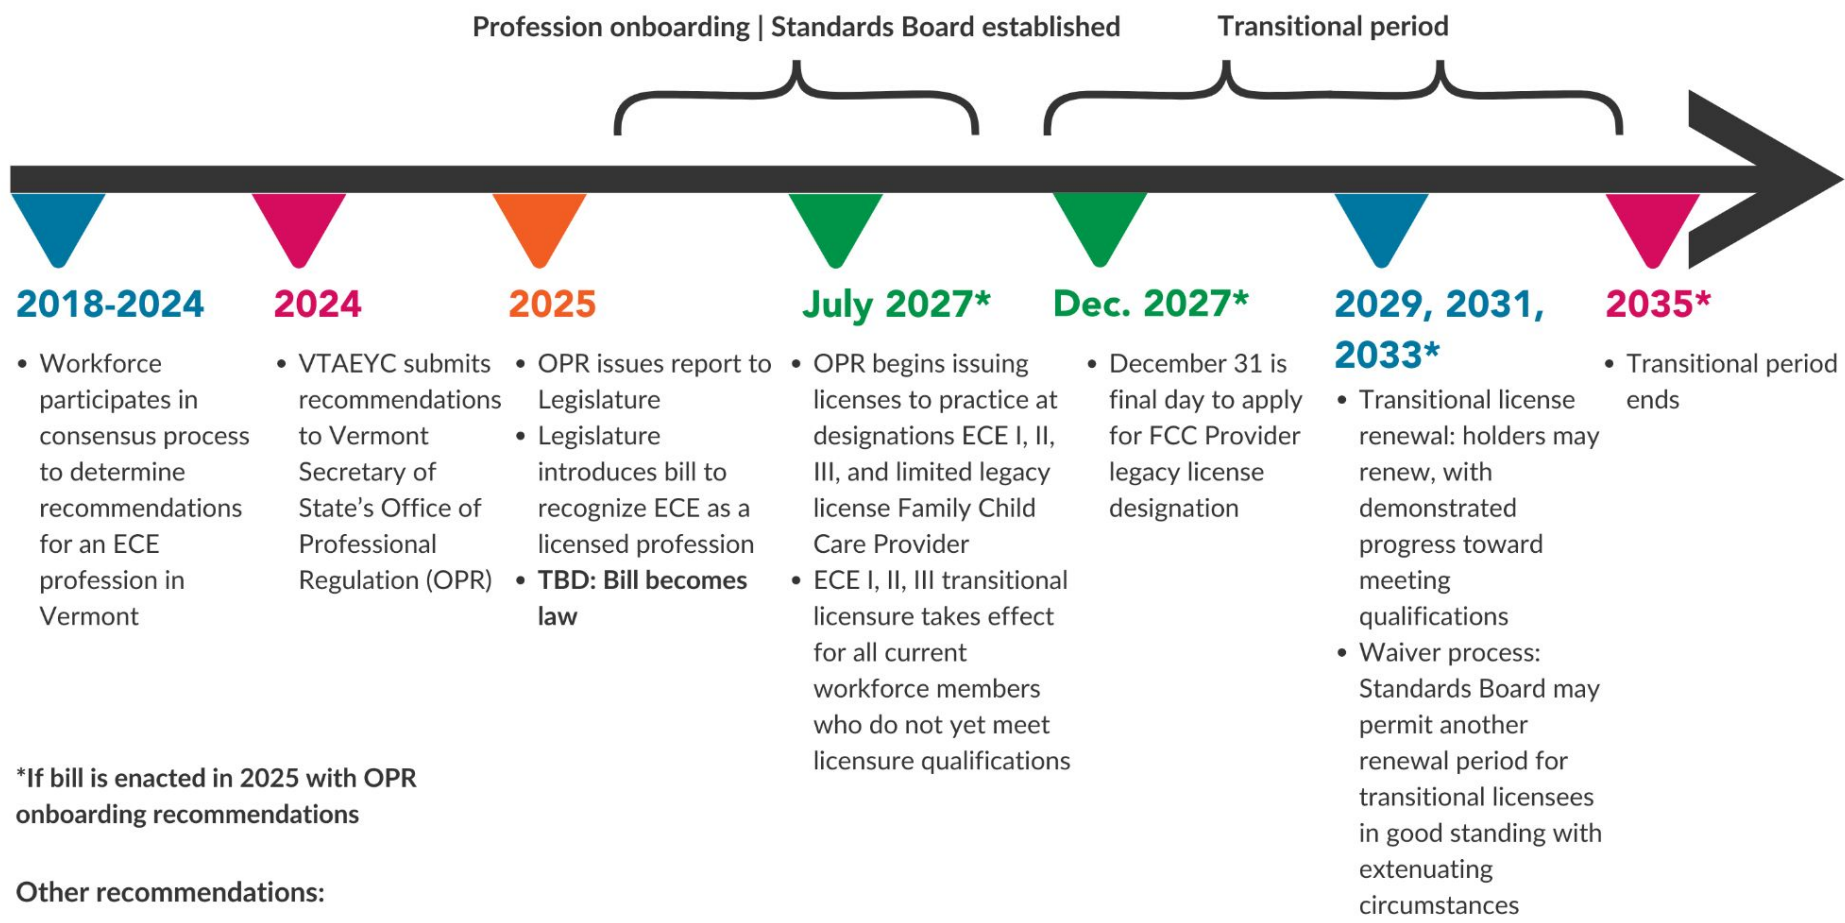 Profession onboarding | Standards Board established
Transitional period
2018-2024
• Workforce
participates in
consensus process
to determine
recommendations
for an ECE
profession in
Vermont
2024
• VTAEYC submits
recommendations
to Vermont
Secretary of
State's Office of
Professional
Regulation (OPR)
2025
• OPR issues report to
Legislature
• Legislature
introduces bill to
recognize ECE as a
licensed profession
• TBD: Bill becomes
law
July 2027*
• OPR begins issuing
licenses to practice at
designations ECE I, II,
III, and limited legacy
license Family Child
Care Provider
• ECE I, II, III transitional
licensure takes effect
for all current
workforce members
who do not yet meet
licensure qualifications
Dec. 2027*
• December 31 is
final day to apply
for FCC Provider
legacy license
designation
2029, 2031,
2033*
• Transitional license
renewal: holders may
renew, with
demonstrated
progress toward
meeting
qualifications
• Waiver process:
Standards Board may
permit another
renewal period for
transitional licensees
in good standing with
extenuating
circumstances
2035*
• Transitional period
ends
*If bill is enacted in 2025 with OPR
onboarding recommendations
Other recommendations: